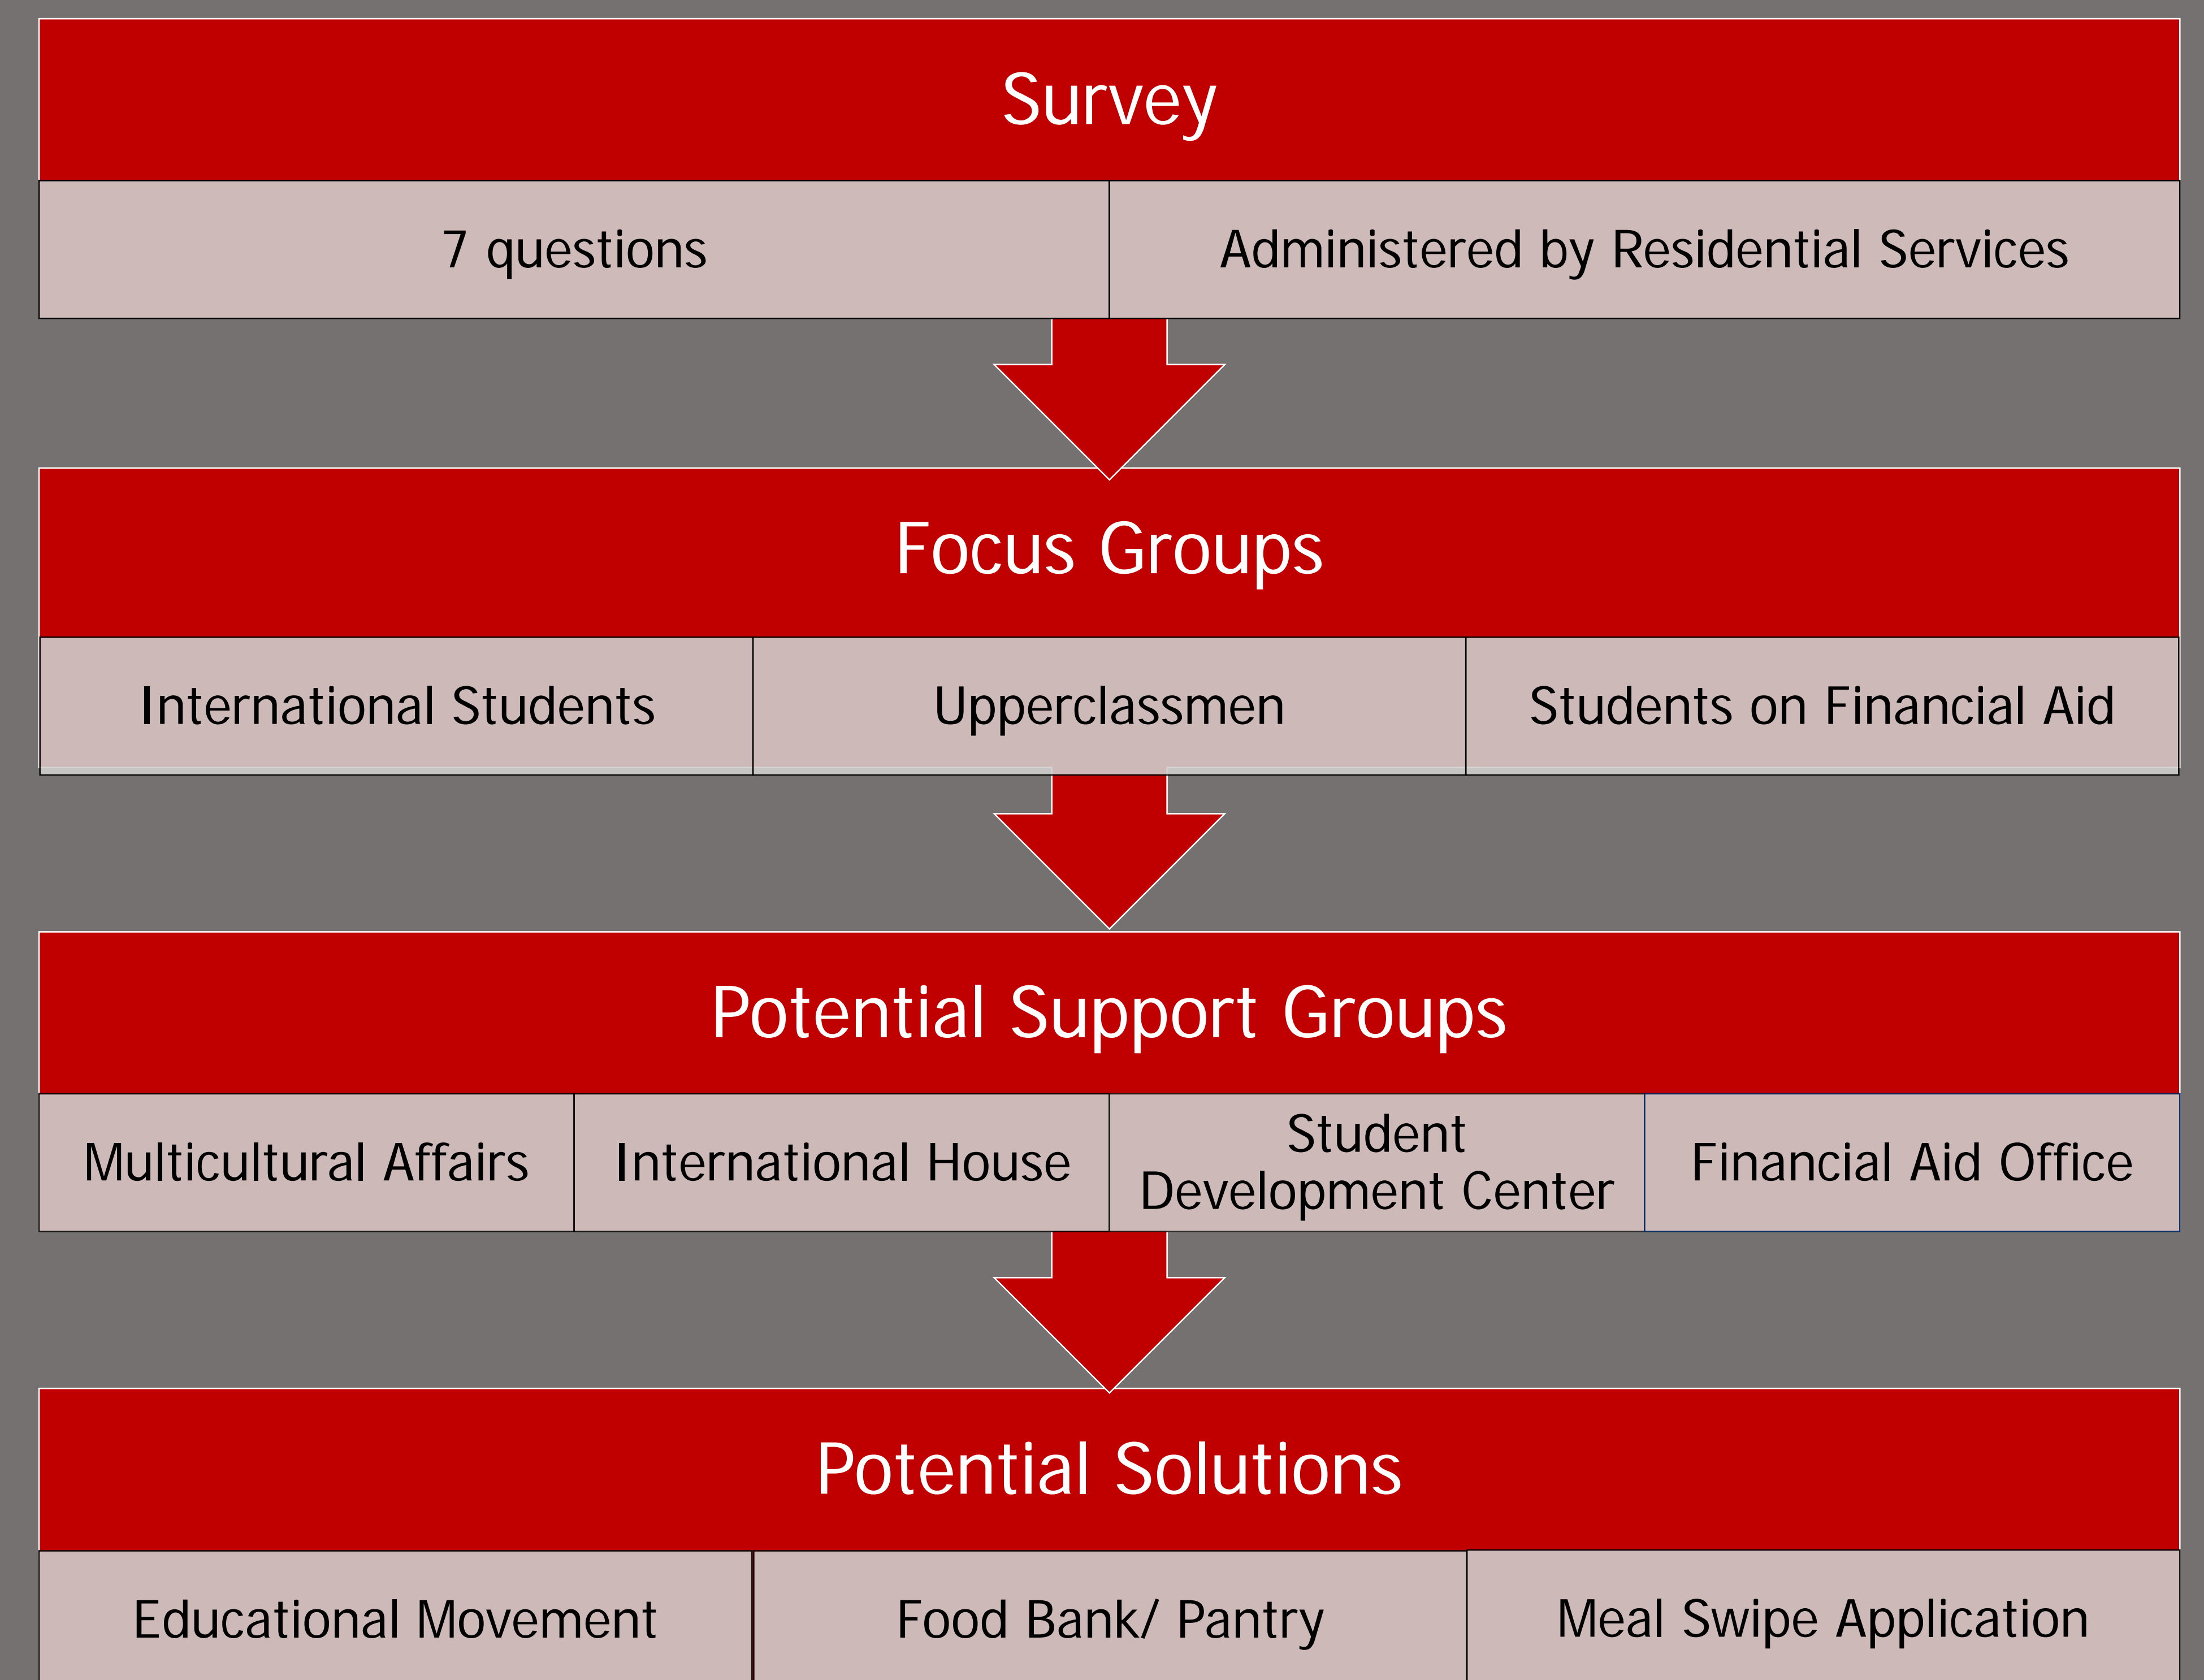 Survey
7 questions
Administered by Residential Services
Focus Groups
International Students
Upperclassmen
Students on Financial Aid
Potential Support Groups
Multicultural Affairs
International House
Student
Development Center
Financial Aid Office
Potential Solutions
Educational Movement
Food Bank/ Pantry
Meal Swipe Application